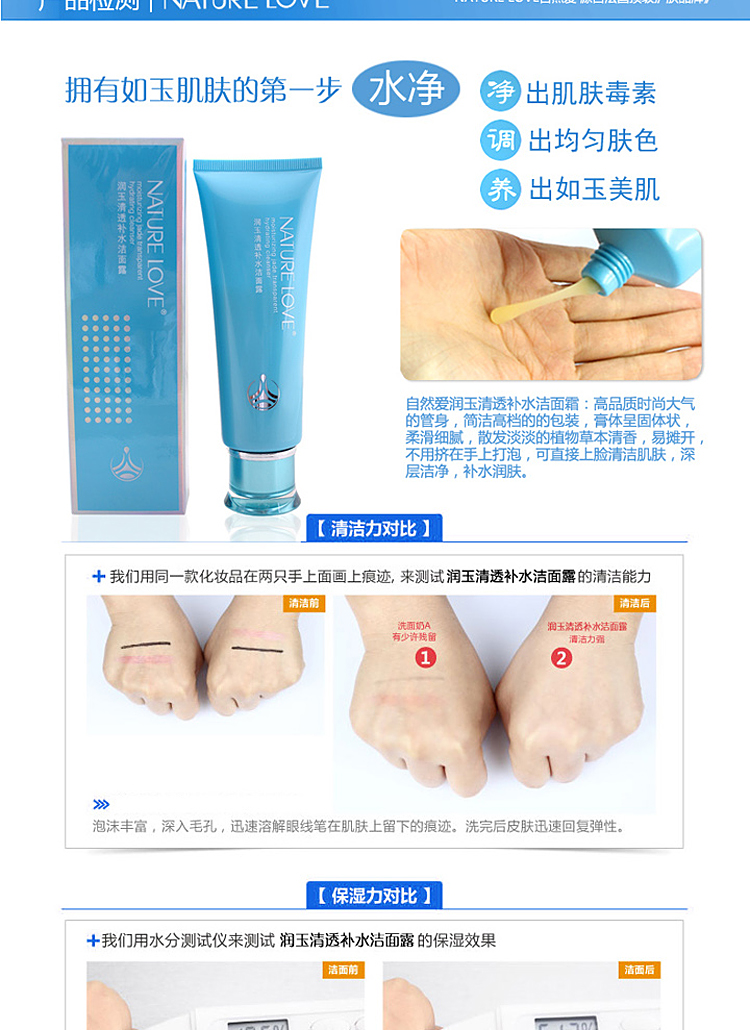 产品检测 | NATURE LOVE
拥有如玉肌肤的第一步 水净
净 出肌肤毒素
调 出均匀肤色
养 出如玉美肌
NATURE LOVE®
moisturizing jade transparent
hydrating cleanser
润玉清透补水洁面露
NATURE LOVE®
moisturizing jade transparent
hydrating cleanser
润玉清透补水洁面露
自然爱润玉清透补水洁面霜：高品质时尚大气
的管身，简洁高档的的包装，膏体呈固体状，
柔滑细腻，散发淡淡的植物草本清香，易摊开，
不用挤在手上打泡，可直接上脸清洁肌肤，深
层洁净，补水润肤。
【 清洁力对比 】
+ 我们用同一款化妆品在两只手上面画上痕迹, 来测试 润玉清透补水洁面露 的清洁能力
清洁前
清洁后
洗面奶A
有少许残留
1
润玉清透补水洁面露
清洁力强
2
泡沫丰富，深入毛孔，迅速溶解眼线笔在肌肤上留下的痕迹。洗完后皮肤迅速回复弹性。
【 保湿力对比 】
+我们用水分测试仪来测试 润玉清透补水洁面露 的保湿效果
洁面前
洁面后